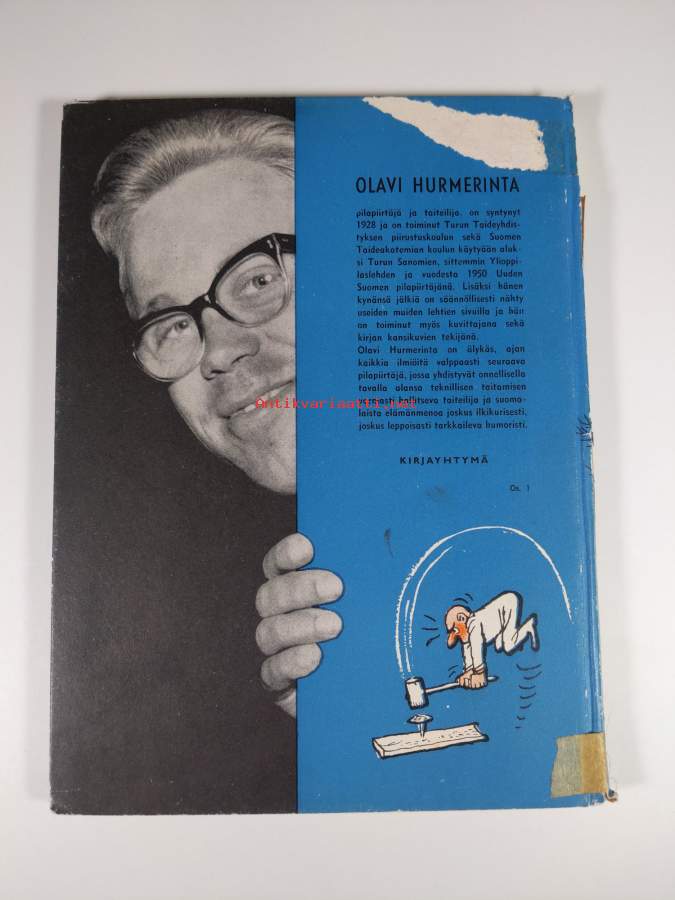 OLAVI HURMERINTA
pilapiirtäjä ja taiteilija, on syntynyt
1928 ja on toiminut Turun Taideyhdis-
tyksen piirustuskoulun sekä Suomen
Taideakatemian koulun käytyään aluk-
si Turun Sanomien, sittemmin Ylioppi-
laslehden ja vuodesta 1950 Uuden
Suomen pilapiirtäjänä. Lisäksi hänen
kynänsä jälkiä on säännöllisesti nähty
useiden muiden lehtien sivuilla ja hän
on toiminut myös kuvittajana sekä
kirjan kansikuvien tekijänä.
Olavi Hurmerinta on älykäs, ajan
kaikkia ilmiöitä valppaasti seuraava
pilapiirtäjä, jossa yhdistyvät onnellisella
tavalla alansa teknillisen taitamisen
hallitseva taiteilija ja suoma-
laista elämänmenoa joskus ilkikurisesti,
joskus leppoisasti tarkkaileva humoristi.
Antikvariaatti.net
KIRJAYHTYMÄ
Os. 1